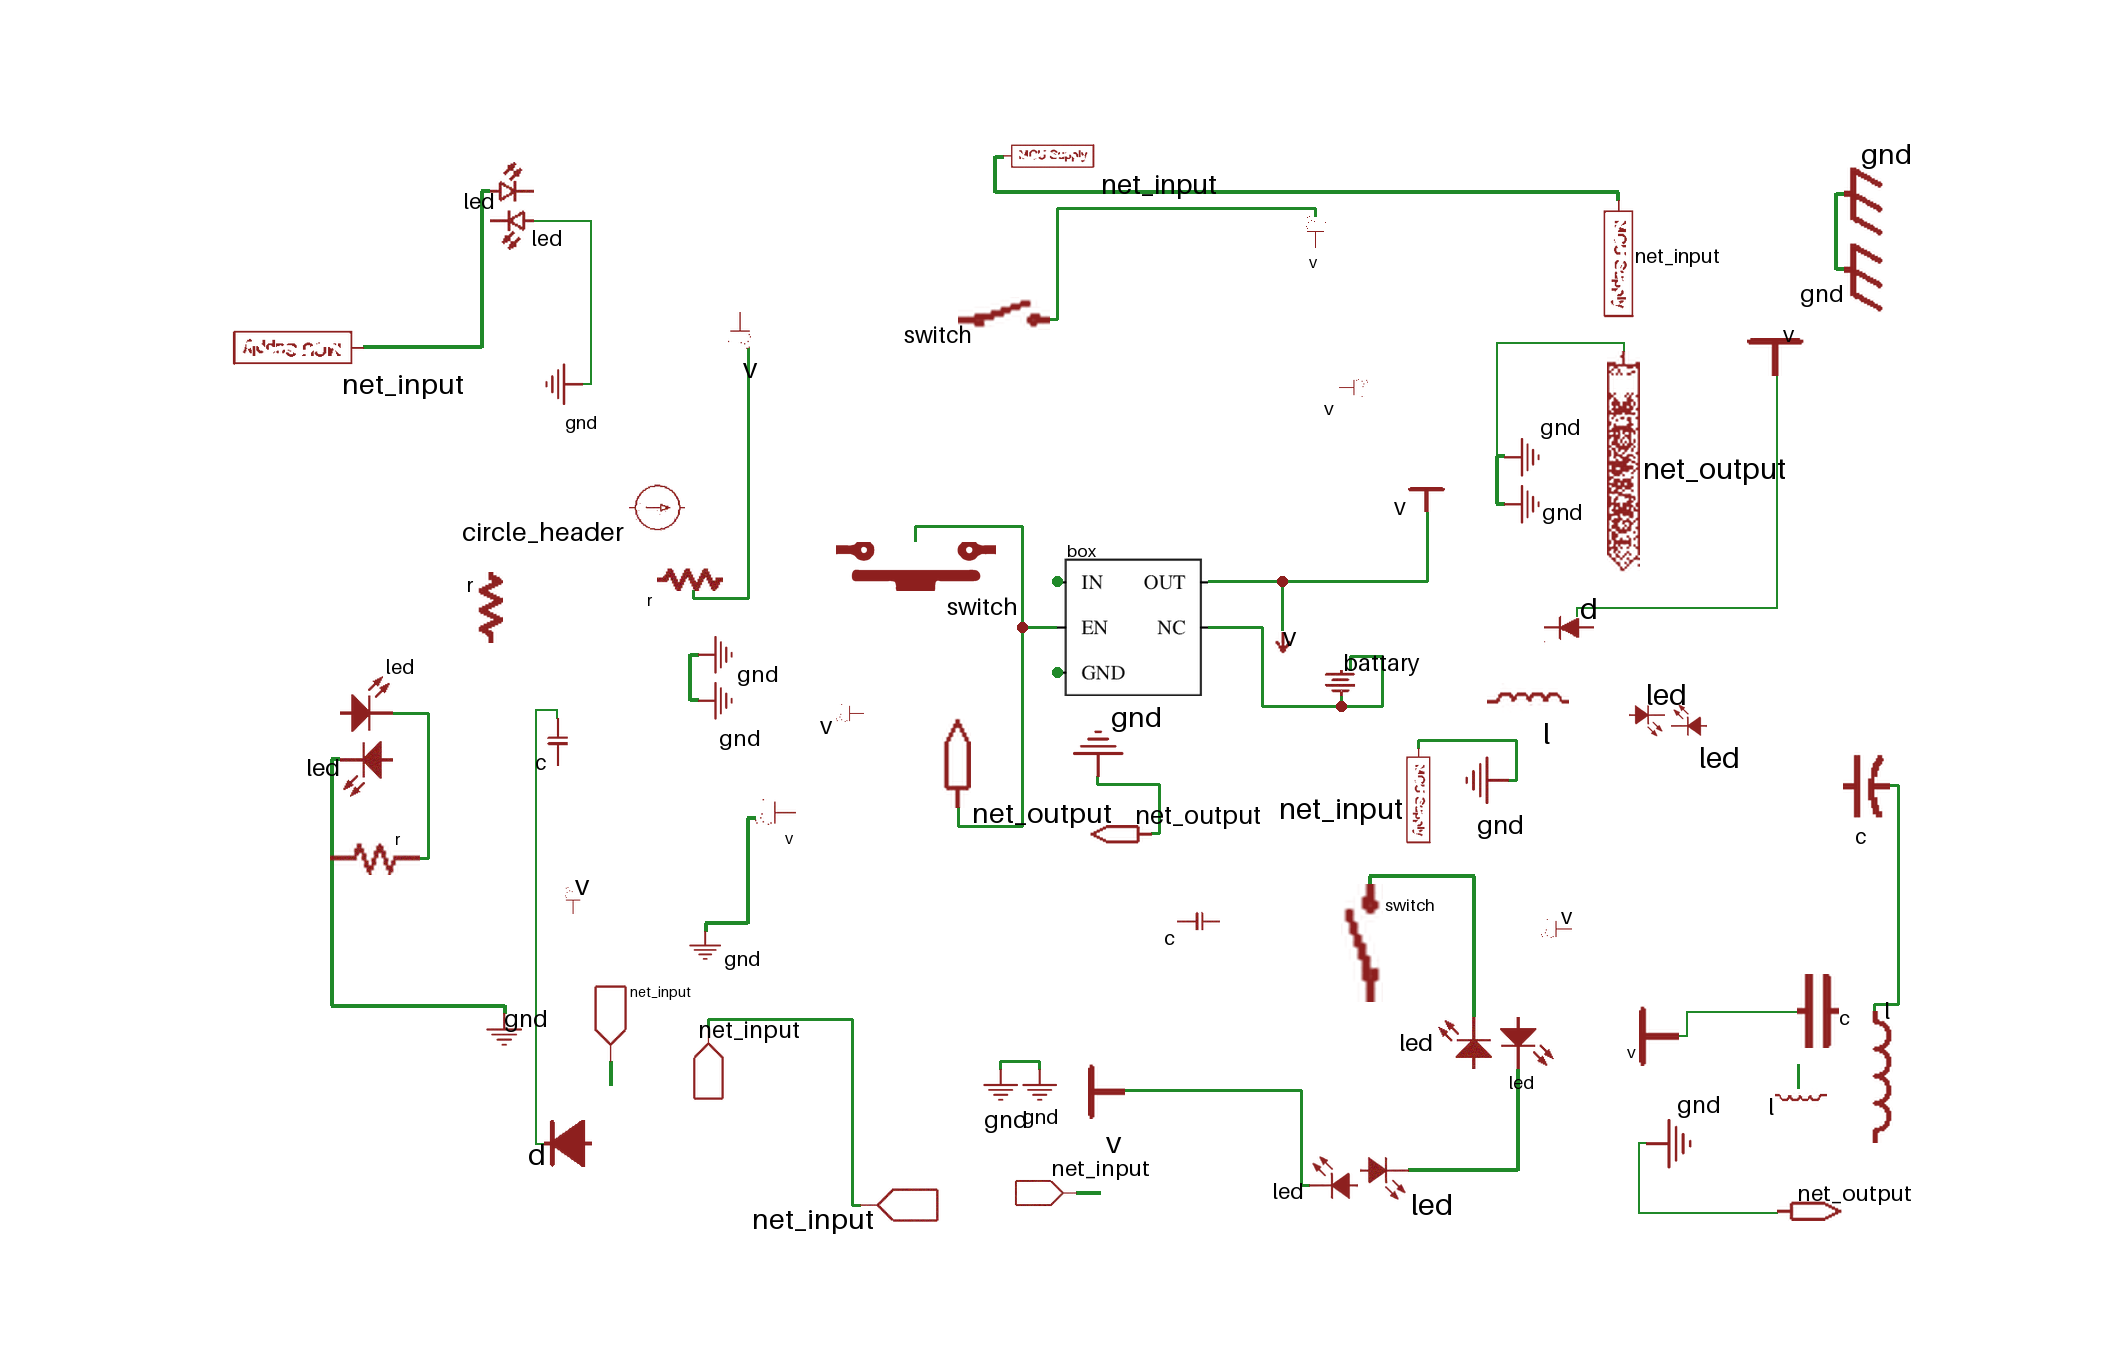 gnd
MCU Supply
net_input
led
led
v
net_input
gnd
switch
v
net_input
v
gnd
v
gnd
net_output
v
gnd
circle_header
box
IN
OUT
r
r
switch
d
EN
NC
v
led
battary
gnd
GND
led
gnd
v
l
gnd
led
led
c
net_output
net_output
net_input
gnd
v
r
c
v
switch
v
c
gnd
net_input
gnd
net_input
led
c
l
v
led
gnd
gnd
l
gnd
v
d
net_input
led
net_output
led
net_input